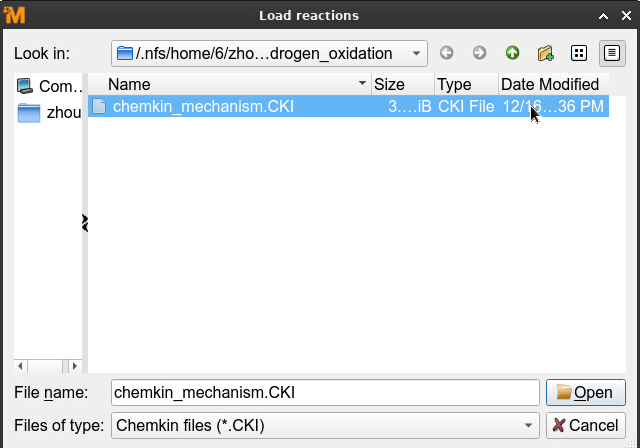 Load reactions
Look in: /.nfs/home/6/zho...drogen_oxidation
Com...
Name Size Type Date Modified
zhou
chemkin_mechanism.CKI 3....iB CKI File 12/16...36 PM
File name: chemkin_mechanism.CKI Open
Files of type: Chemkin files (*.CKI) Cancel